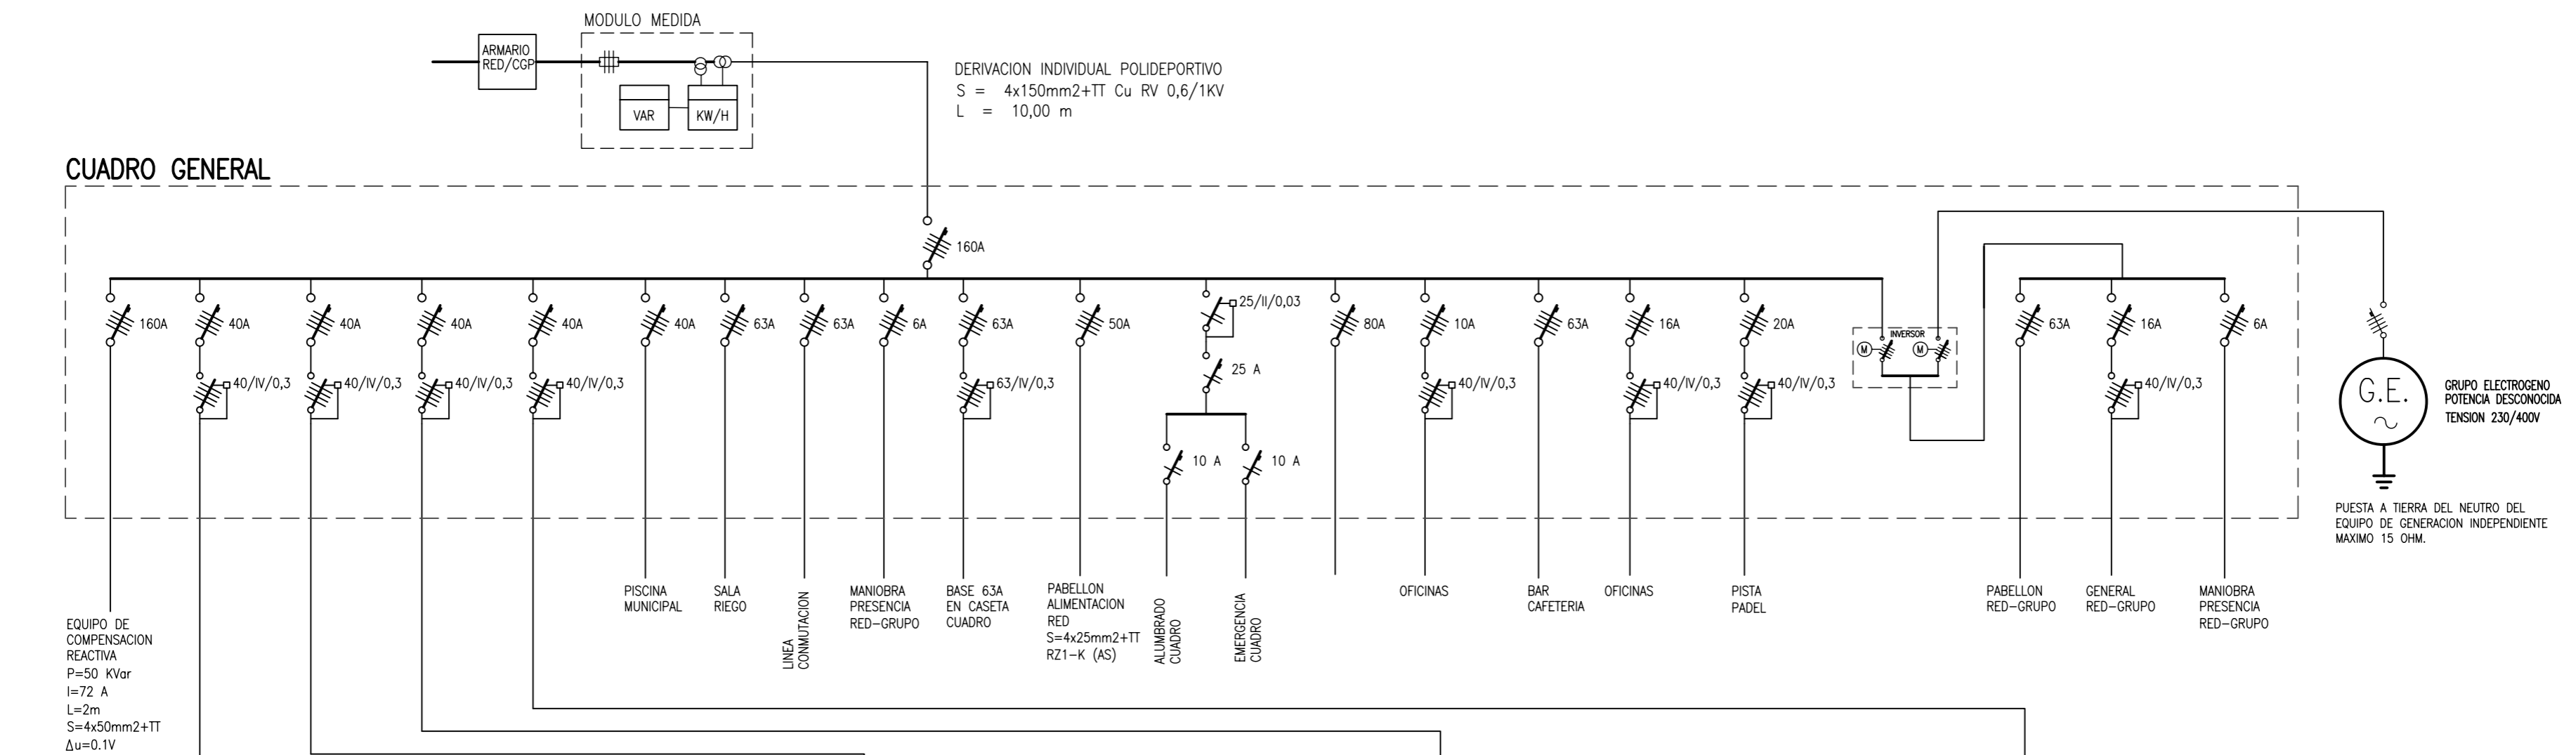 MODULO MEDIDA
ARMARIO
RED/CGP
VAR
KW/H
DERIVACION INDIVIDUAL POLIDEPORTIVO
S = 4x150mm2+TT Cu RV 0,6/1KV
L = 10,00 m
CUADRO GENERAL
160A
160A
40A
40A
40A
40A
40A
63A
63A
6A
63A
50A
25/II/0,03
80A
10A
63A
16A
20A
INVERSOR
M
M
63A
16A
6A
40/IV/0,3
40/IV/0,3
40/IV/0,3
40/IV/0,3
63/IV/0,3
25 A
40/IV/0,3
40/IV/0,3
40/IV/0,3
40/IV/0,3
10 A
10 A
G.E.
GRUPO ELECTROGENO
POTENCIA DESCONOCIDA
TENSION 230/400V
PUESTA A TIERRA DEL NEUTRO DEL
EQUIPO DE GENERACION INDEPENDIENTE
MAXIMO 15 OHM.
EQUIPO DE
COMPENSACION
REACTIVA
P=50 KVar
I=72 A
L=2m
S=4x50mm2+TT
Δu=0.1V
PISCINA
MUNICIPAL
SALA
RIEGO
LINEA
CONMUTACION
MANIOBRA
PRESENCIA
RED-GRUPO
BASE 63A
EN CASETA
CUADRO
PABELLON
ALIMENTACION
RED
S=4x25mm2+TT
RZ1-K (AS)
ALUMBRADO
CUADRO
EMERGENCIA
CUADRO
OFICINAS
BAR
CAFETERIA
OFICINAS
PISTA
PADEL
PABELLON
RED-GRUPO
GENERAL
RED-GRUPO
MANIOBRA
PRESENCIA
RED-GRUPO